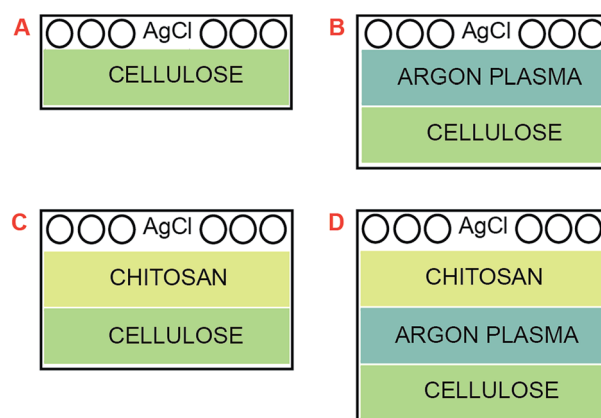 A
AgCl
CELLULOSE
B
AgCl
ARGON PLASMA
CELLULOSE
C
AgCl
CHITOSAN
CELLULOSE
D
AgCl
CHITOSAN
ARGON PLASMA
CELLULOSE